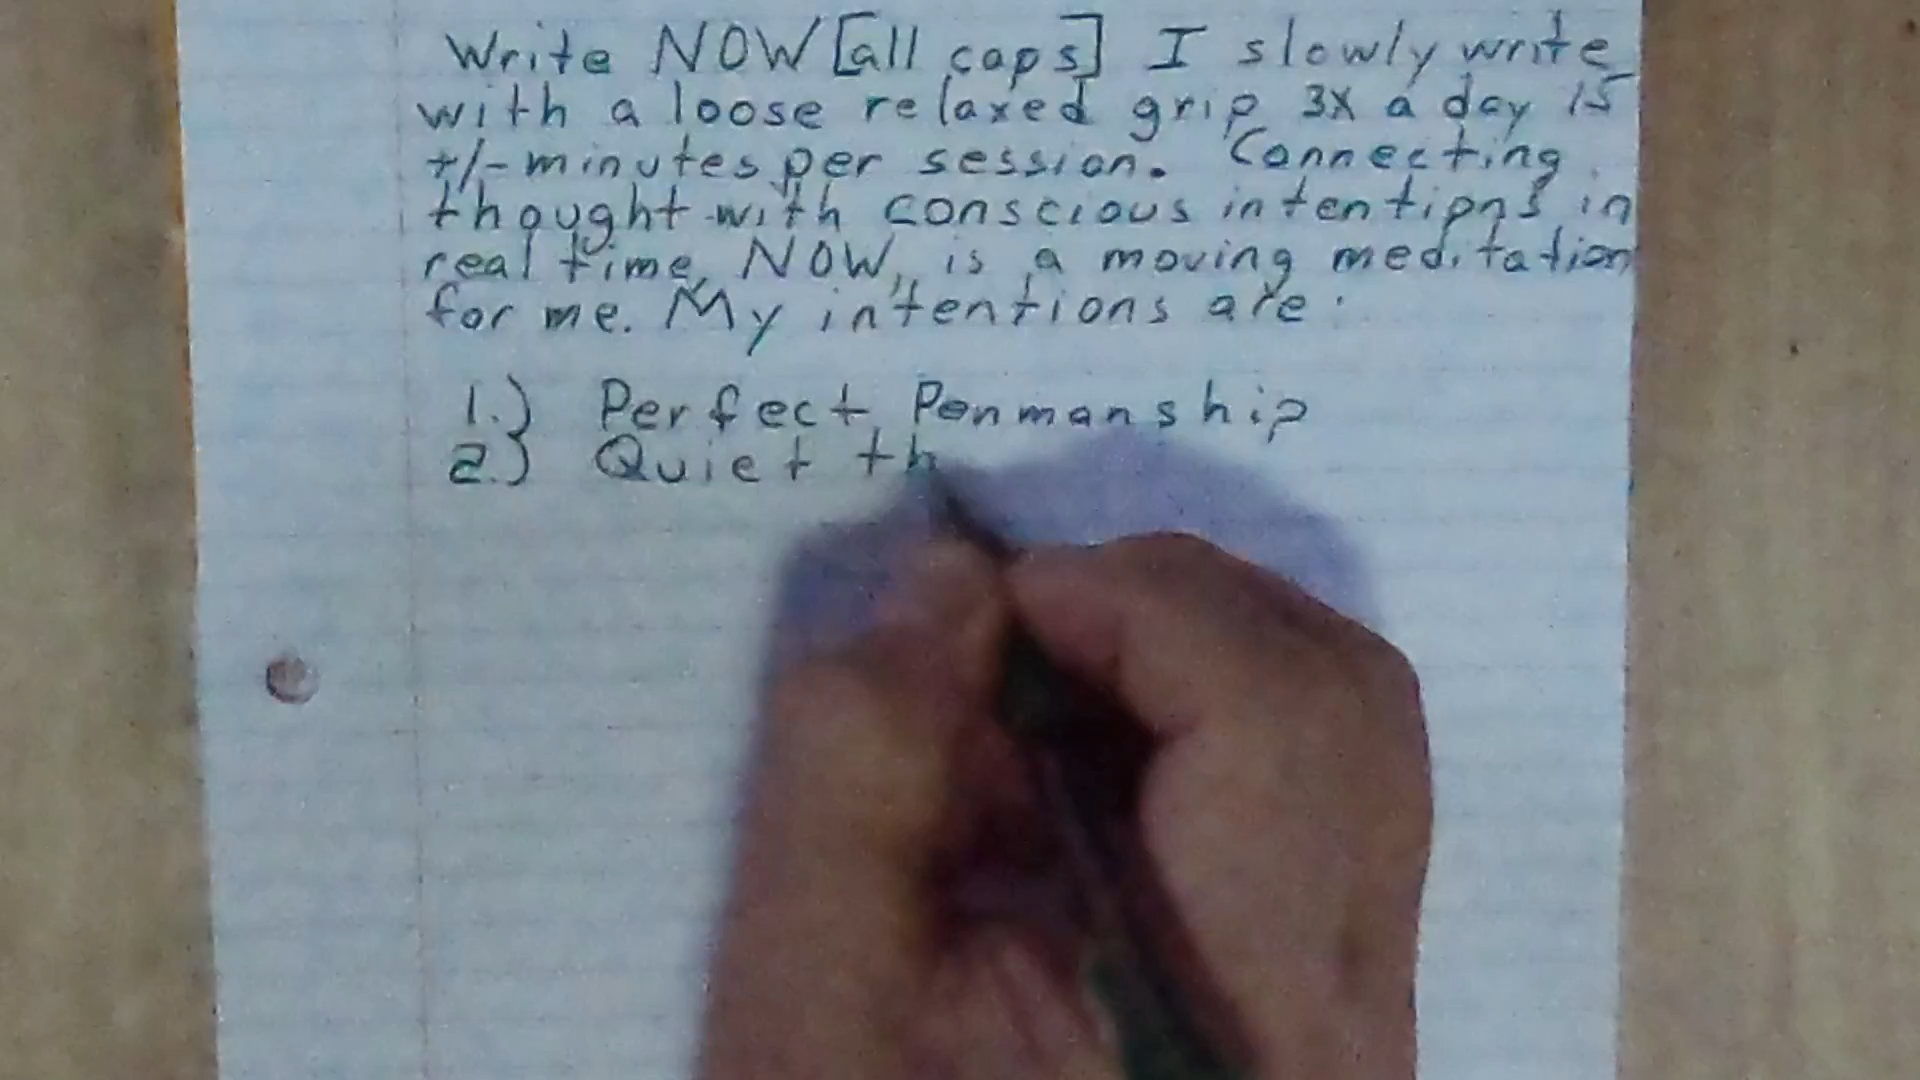 Write NOW [all caps] I slowly write
with a loose relaxed grip 3X a day 15
+/- minutes per session. Connecting
thought with conscious intentions in
real time, NOW, is a moving meditation
for me. My intentions are:
1.) Perfect Penmanship
2.) Quiet th